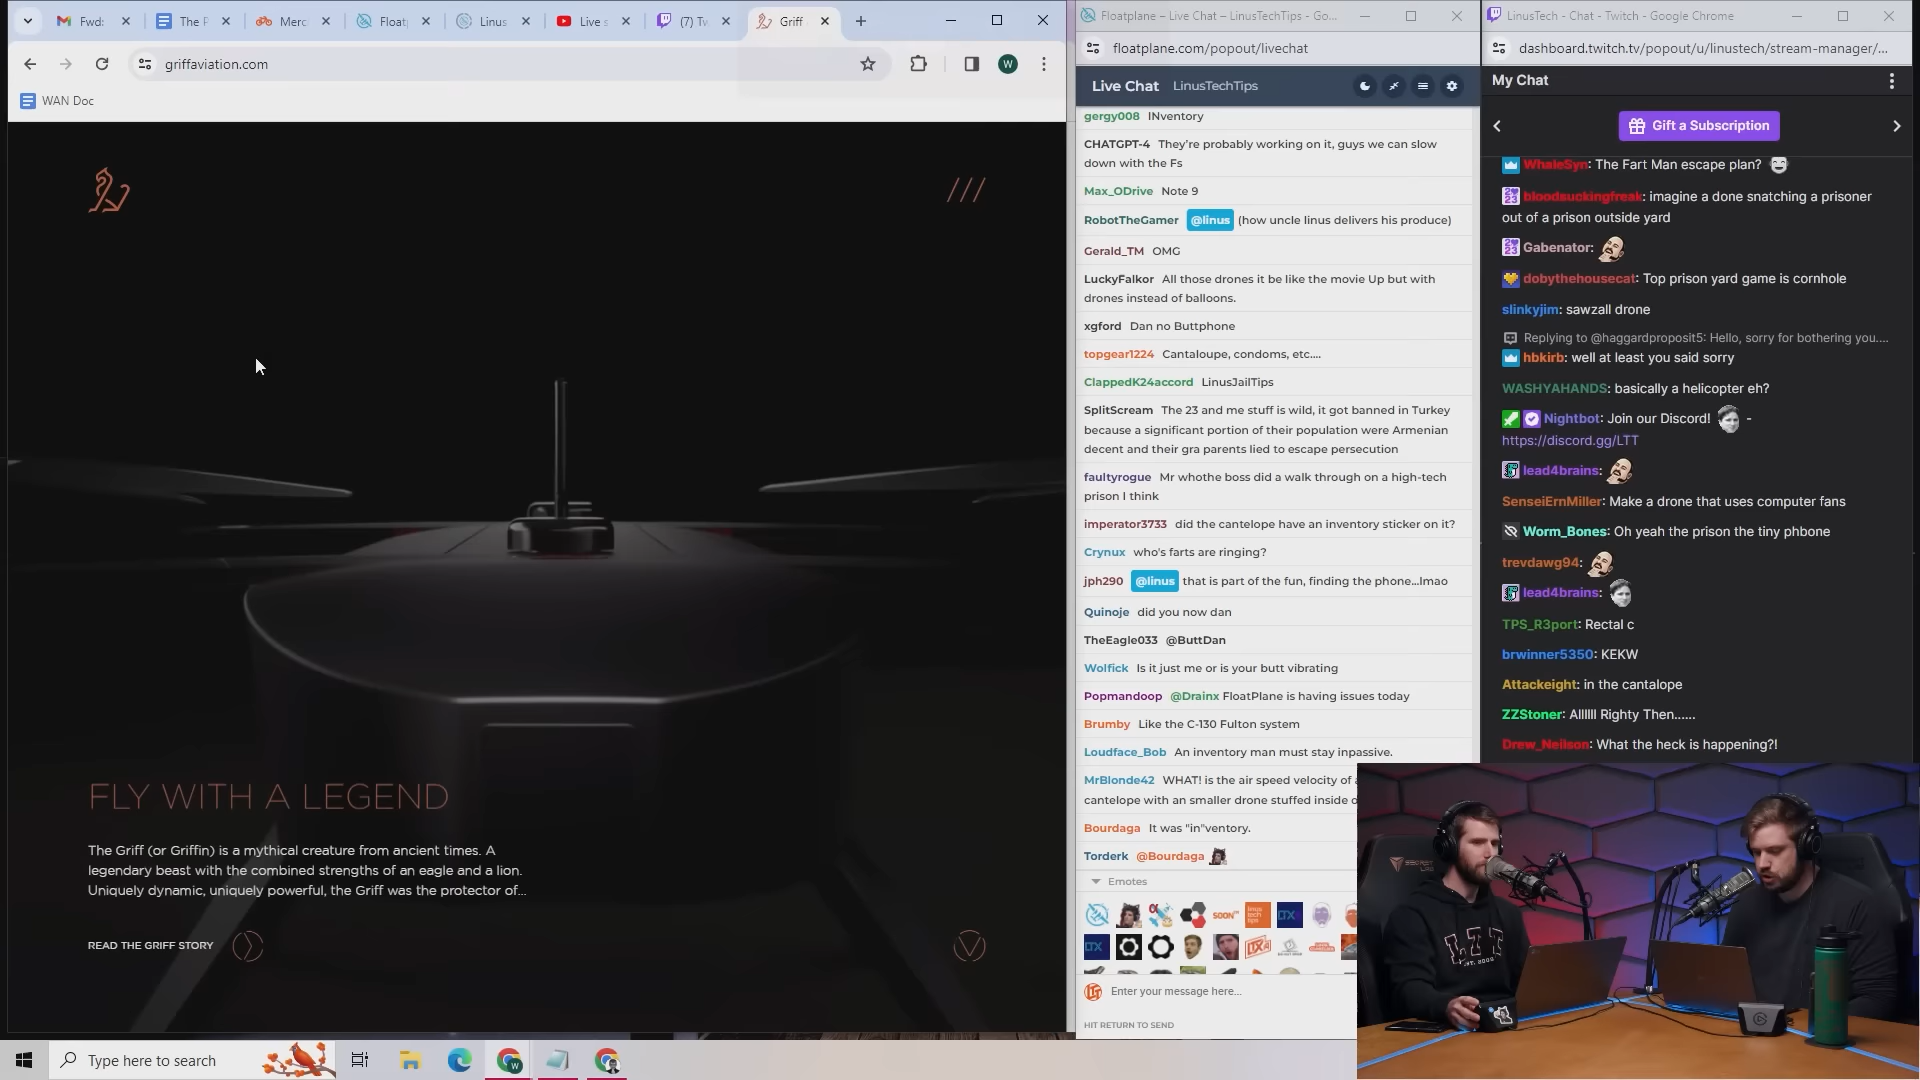 Fwd:
The P
Merc
Floatp
Linus
Live s
(7) Tw
Griff
griffaviation.com
W
WAN Doc
FLY WITH A LEGEND
The Griff (or Griffin) is a mythical creature from ancient times. A
legendary beast with the combined strengths of an eagle and a lion.
Uniquely dynamic, uniquely powerful, the Griff was the protector of...
READ THE GRIFF STORY
Type here to search
Floatplane – Live Chat – LinusTechTips - Go...
floatplane.com/popout/livechat
Live Chat LinusTechTips
gergy008 INventory
CHATGPT-4 They're probably working on it, guys we can slow
down with the Fs
Max_ODrive Note 9
RobotTheGamer @linus (how uncle linus delivers his produce)
Gerald_TM OMG
LuckyFalkor All those drones it be like the movie Up but with
drones instead of balloons.
xgford Dan no Buttphone
topgear1224 Cantaloupe, condoms, etc....
ClappedK24accord LinusJailTips
SplitScream The 23 and me stuff is wild, it got banned in Turkey
because a significant portion of their population were Armenian
decent and their gra parents lied to escape persecution
faultyrogue Mr whothe boss did a walk through on a high-tech
prison I think
imperator3733 did the cantelope have an inventory sticker on it?
Crynux who's farts are ringing?
jph290 @linus that is part of the fun, finding the phone...lmao
Quinoje did you now dan
TheEagle033 @ButtDan
Wolfick Is it just me or is your butt vibrating
Popmandoop @Drainx FloatPlane is having issues today
Brumby Like the C-130 Fulton system
Loudface_Bob An inventory man must stay inpassive.
MrBlonde42 WHAT! is the air speed velocity of a
cantelope with an smaller drone stuffed inside o
Bourdaga It was "in"ventory.
Torderk @Bourdaga
Emotes
SOON
linus tech tips
Enter your message here...
HIT RETURN TO SEND
LinusTech - Chat - Twitch - Google Chrome
dashboard.twitch.tv/popout/u/linustech/stream-manager/...
My Chat
Gift a Subscription
WhaleSyn: The Fart Man escape plan?
bloodsuckingfreak: imagine a done snatching a prisoner
out of a prison outside yard
Gabenator:
dobythehousecat: Top prison yard game is cornhole
slinkyjim: sawzall drone
Replying to @haggardproposit5: Hello, sorry for bothering you....
hbkirb: well at least you said sorry
WASHYAHANDS: basically a helicopter eh?
Nightbot: Join our Discord! -
https://discord.gg/LTT
lead4brains:
SenseiErnMiller: Make a drone that uses computer fans
Worm_Bones: Oh yeah the prison the tiny phbone
trevdawg94:
lead4brains:
TPS_R3port: Rectal c
brwinner5350: KEKW
Attackeight: in the cantalope
ZZStoner: Allllll Righty Then......
Drew_Neilson: What the heck is happening?!
LTT